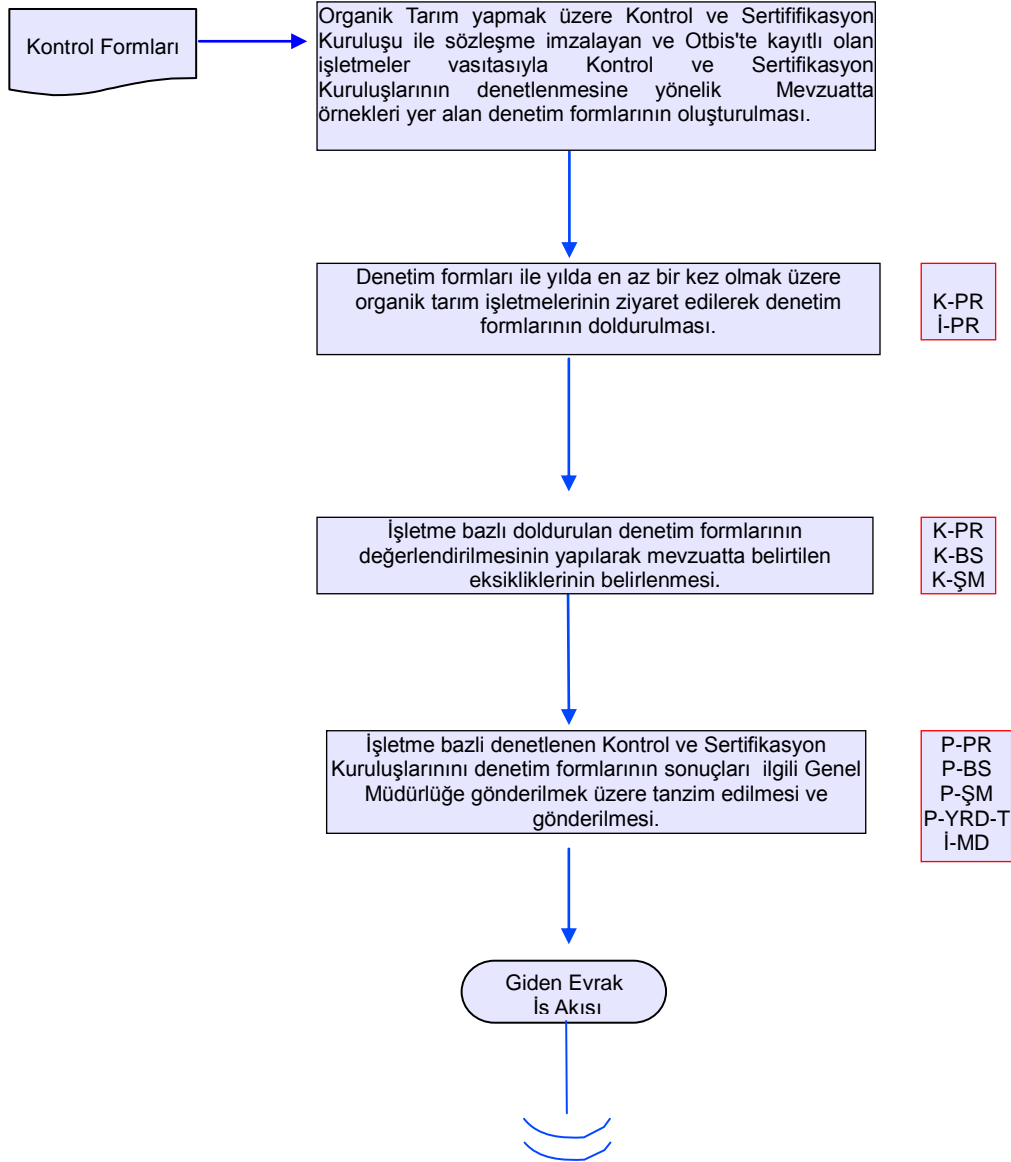 Kontrol Formları
Organik Tarım yapmak üzere Kontrol ve Sertififikasyon
Kuruluşu ile sözleşme imzalayan ve Otbis'te kayıtlı olan
işletmeler vasıtasıyla Kontrol ve Sertifikasyon
Kuruluşlarının denetlenmesine yönelik Mevzuatta
örnekleri yer alan denetim formlarının oluşturulması.
Denetim formları ile yılda en az bir kez olmak üzere
organik tarım işletmelerinin ziyaret edilerek denetim
formlarının doldurulması.
K-PR
İ-PR
İşletme bazlı doldurulan denetim formlarının
değerlendirilmesinin yapılarak mevzuatta belirtilen
eksikliklerinin belirlenmesi.
K-PR
K-BS
K-ŞM
İşletme bazli denetlenen Kontrol ve Sertifikasyon
Kuruluşlarınını denetim formlarının sonuçları ilgili Genel
Müdürlüğe gönderilmek üzere tanzim edilmesi ve
gönderilmesi.
P-PR
P-BS
P-ŞM
P-YRD-T
İ-MD
Giden Evrak
İş Akışı